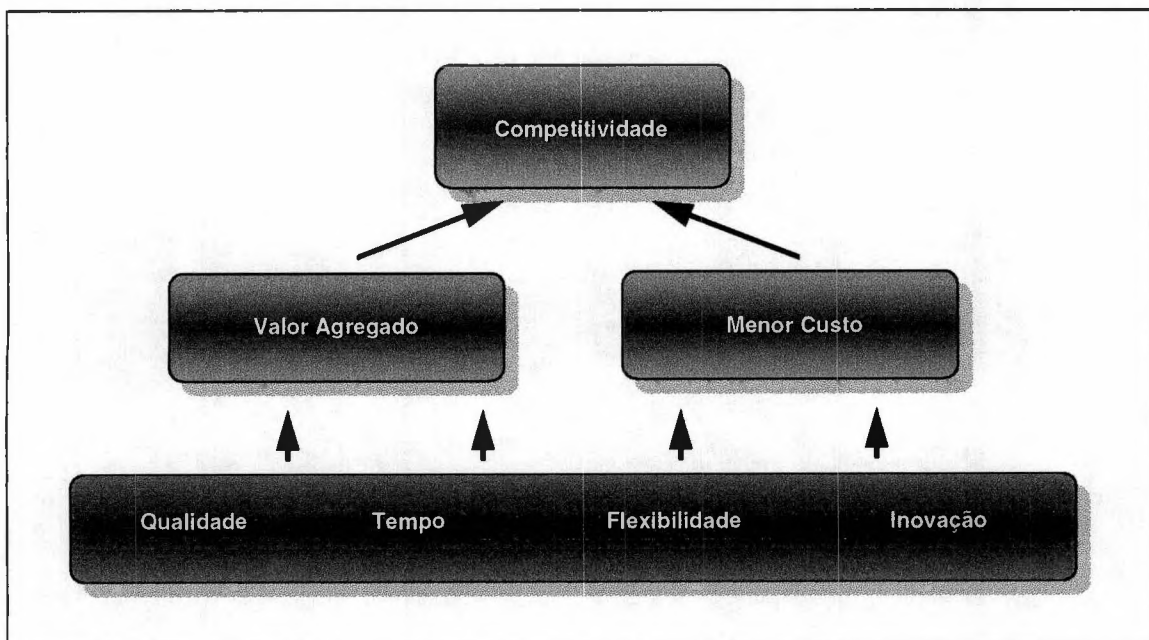 Competitividade
Valor Agregado
Menor Custo
Qualidade Tempo Flexibilidade Inovação